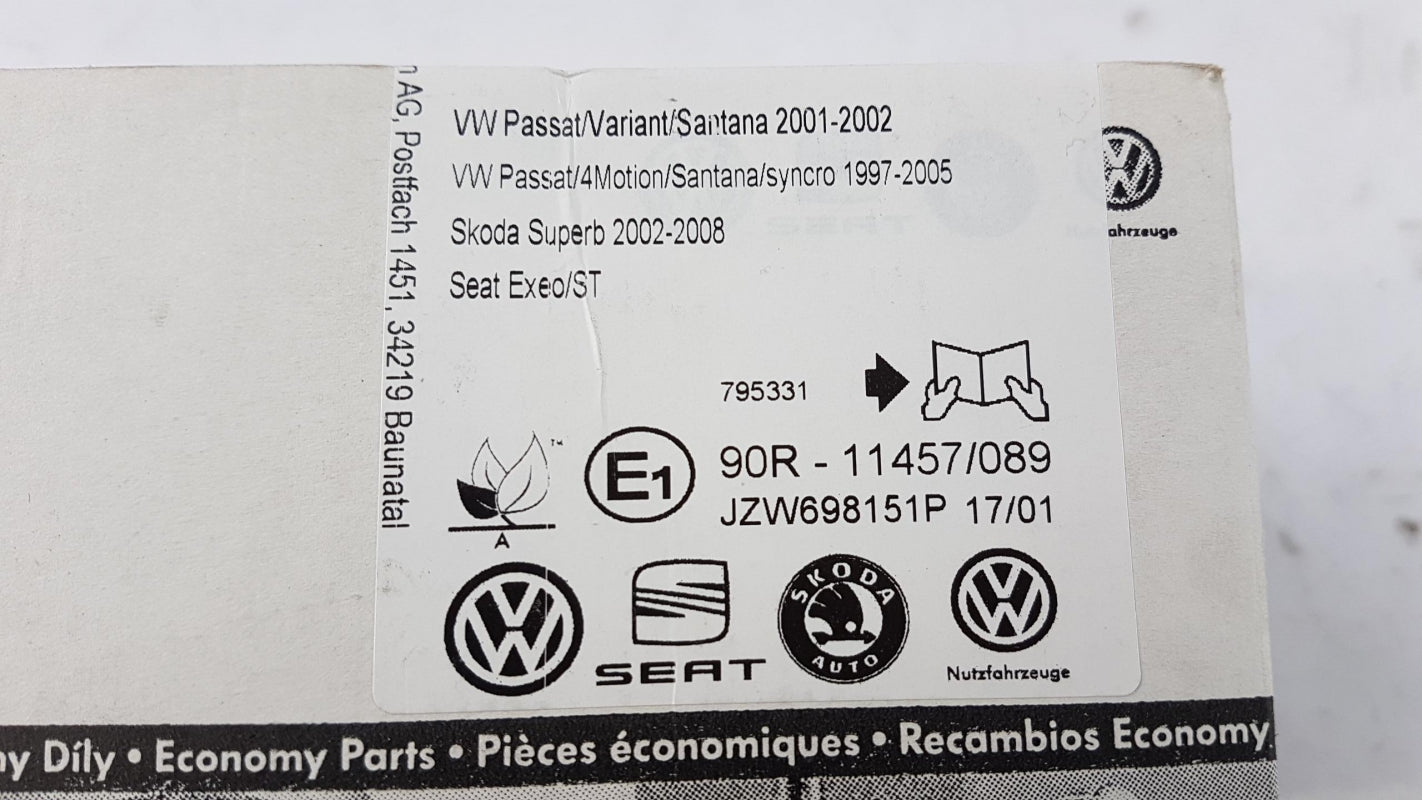 VW Passat/Variant/Santana 2001-2002
VW Passat/4Motion/Santana/syncro 1997-2005
Skoda Superb 2002-2008
Seat Exeo/ST
AG, Postfach 1451, 34219 Baunatal
ahrzeuge
795331
TM
A
E1
90R - 11457/089
JZW698151P 17/01
SEAT
SKODA
AUTO
Nutzfahrzeuge
Díly • Economy Parts • Pièces économiques • Recambios Economy